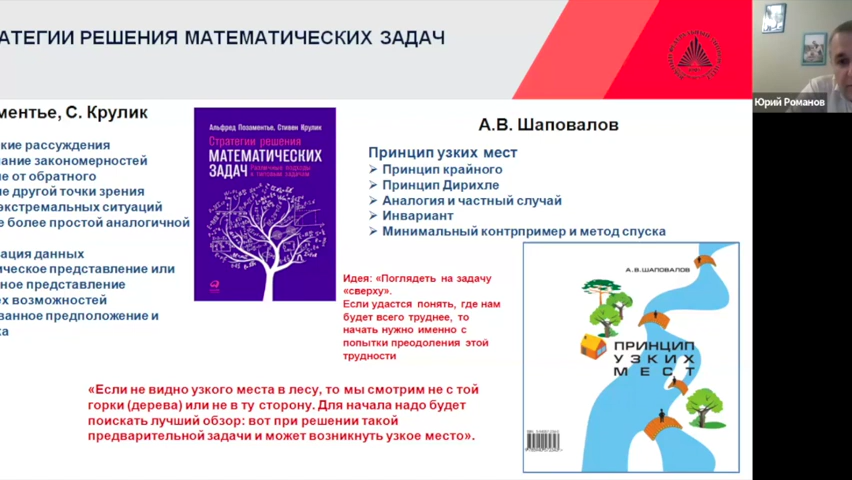 АТЕГИИ РЕШЕНИЯ МАТЕМАТИЧЕСКИХ ЗАДАЧ
Юрий Романов
ментье, С. Крулик
кие рассуждения
ание закономерностей
е от обратного
ие другой точки зрения
экстремальных ситуаций
е более простой аналогичной
ация данных
ическое представление или
ное представление
ех возможностей
ванное предположение и
ка
Альфред Позаментье, Стивен Крулик
Стратегии решения
МАТЕМАТИЧЕСКИХ
ЗАДАЧ
Различные подходы
к типовым задачам
А.В. Шаповалов
Принцип узких мест
Принцип крайнего
Принцип Дирихле
Аналогия и частный случай
Инвариант
Минимальный контрпример и метод спуска
Идея: «Поглядеть на задачу
«сверху».
Если удастся понять, где нам
будет всего труднее, то
начать нужно именно с
попытки преодоления этой
трудности
А.В. ШАПОВАЛОВ
ПРИНЦИП
УЗКИХ
МЕСТ
«Если не видно узкого места в лесу, то мы смотрим не с той
горки (дерева) или не в ту сторону. Для начала надо будет
поискать лучший обзор: вот при решении такой
предварительной задачи и может возникнуть узкое место».